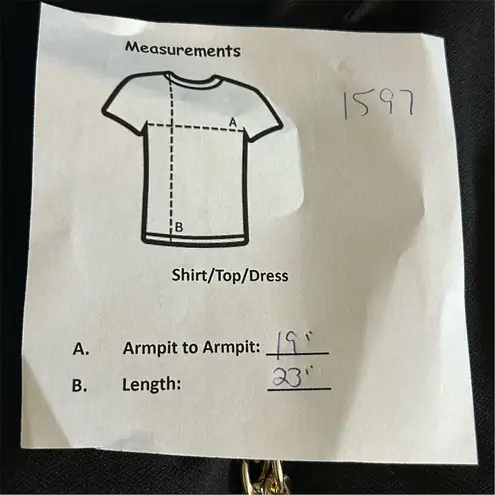 Measurements
1597
A
B
Shirt/Top/Dress
A. Armpit to Armpit: 19"
B. Length: 23"